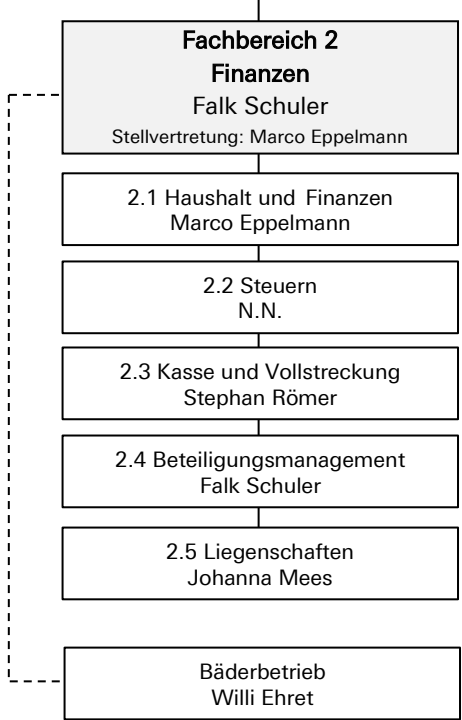 Fachbereich 2
Finanzen
Falk Schuler
Stellvertretung: Marco Eppelmann
2.1 Haushalt und Finanzen
Marco Eppelmann
2.2 Steuern
N.N.
2.3 Kasse und Vollstreckung
Stephan Römer
2.4 Beteiligungsmanagement
Falk Schuler
2.5 Liegenschaften
Johanna Mees
Bäderbetrieb
Willi Ehret